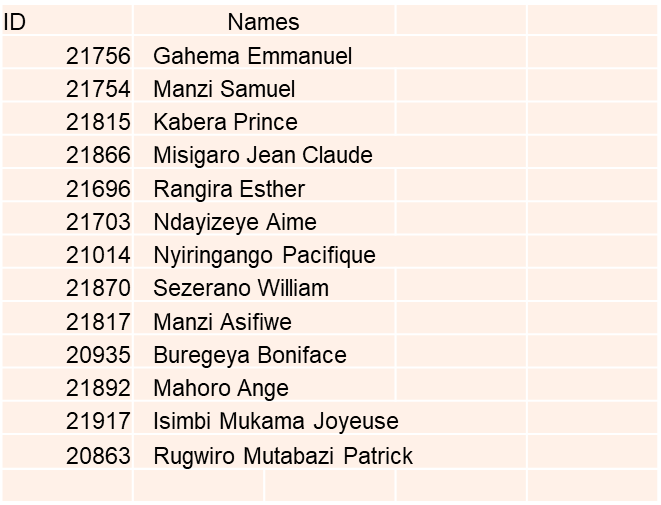 ID Names
21756 Gahema Emmanuel
21754 Manzi Samuel
21815 Kabera Prince
21866 Misigaro Jean Claude
21696 Rangira Esther
21703 Ndayizeye Aime
21014 Nyiringango Pacifique
21870 Sezerano William
21817 Manzi Asifiwe
20935 Buregeya Boniface
21892 Mahoro Ange
21917 Isimbi Mukama Joyeuse
20863 Rugwiro Mutabazi Patrick